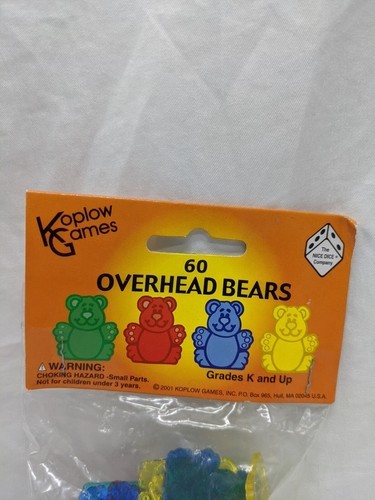 Koplow
Games
The
NICE DICE
Company
60
OVERHEAD BEARS
WARNING:
CHOKING HAZARD -Small Parts.
Not for children under 3 years.
Grades K and Up
© 2001 KOPLOW GAMES, INC. P.O. Box 965, Hull, MA 02045 U.S.A.